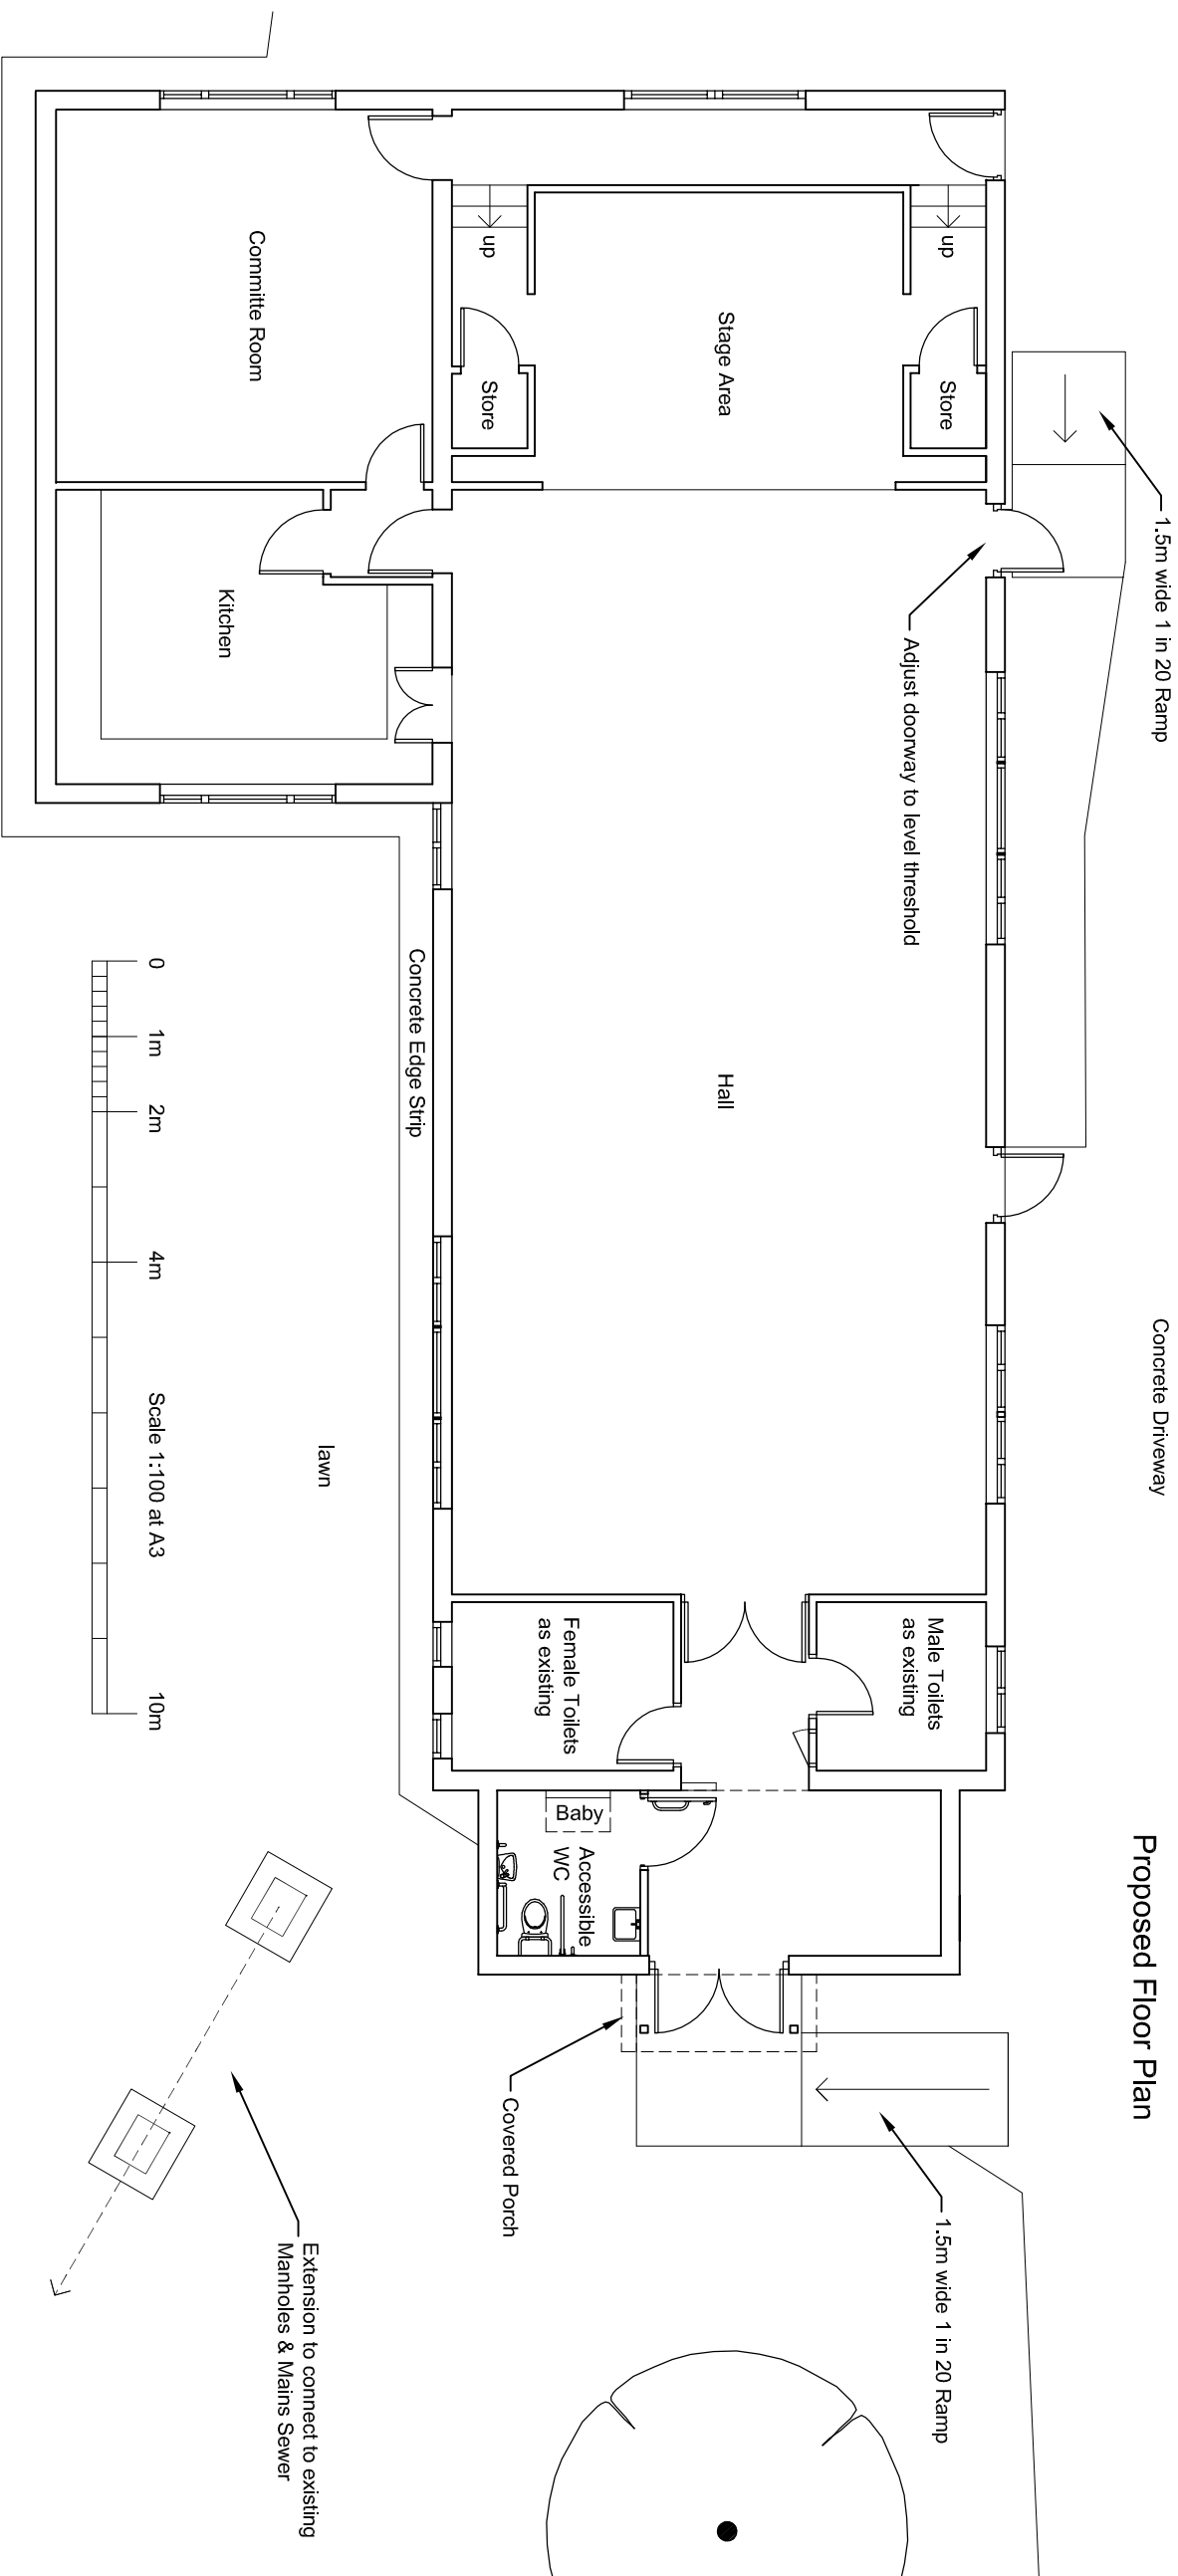 Proposed Floor Plan
1.5m wide 1 in 20 Ramp
Concrete Driveway
1.5m wide 1 in 20 Ramp
up
Store
Adjust doorway to level threshold
Male Toilets
as existing
Stage Area
Hall
up
Store
Female Toilets
as existing
Accessible
WC
Baby
Covered Porch
Concrete Edge Strip
Committe Room
Kitchen
lawn
Extension to connect to existing
Manholes & Mains Sewer
0 1m 2m 4m 10m
Scale 1:100 at A3